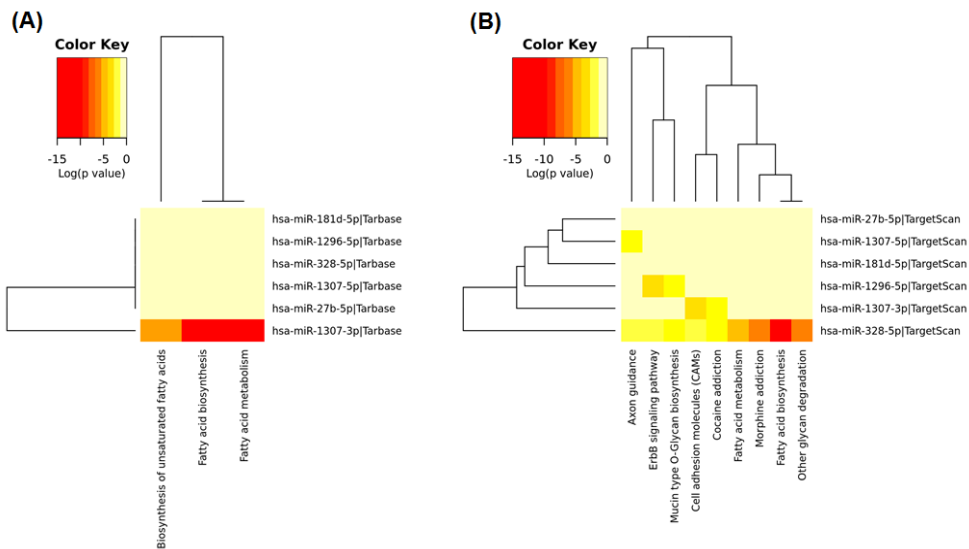 (A)
Color Key
-15
-5
0
Log(p value)
hsa-miR-181d-5p|Tarbase
hsa-miR-1296-5p|Tarbase
hsa-miR-328-5p|Tarbase
hsa-miR-1307-5p|Tarbase
hsa-miR-27b-5p|Tarbase
hsa-miR-1307-3p|Tarbase
Biosynthesis of unsaturated fatty acids
Fatty acid biosynthesis
Fatty acid metabolism
(B)
Color Key
-15
-10
-5
0
Log(p value)
hsa-miR-27b-5p|TargetScan
hsa-miR-1307-5p|TargetScan
hsa-miR-181d-5p|TargetScan
hsa-miR-1296-5p|TargetScan
hsa-miR-1307-3p|TargetScan
hsa-miR-328-5p|TargetScan
Axon guidance
ErbB signaling pathway
Mucin type O-Glycan biosynthesis
Cell adhesion molecules (CAMs)
Cocaine addiction
Fatty acid metabolism
Morphine addiction
Fatty acid biosynthesis
Other glycan degradation